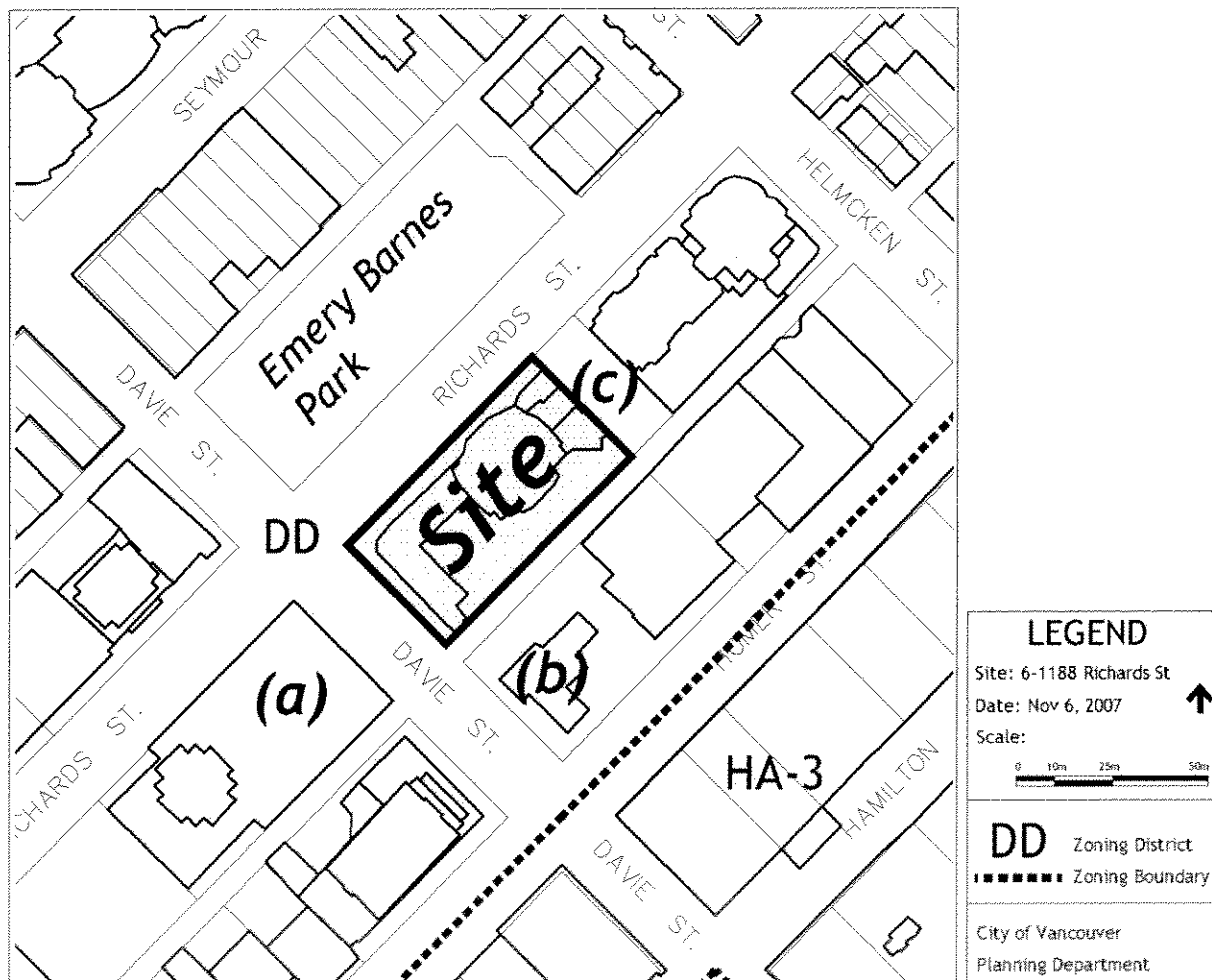 SEYMOUR
ST.
HELMCKEN
ST.
Emery Barnes
Park
RICHARDS ST.
DAVIE ST.
(c)
Site
DD
DAVIE ST.
(b)
(a)
HOMER ST.
HA-3
HAMILTON
DAVIE ST.
LEGEND
Site: 6-1188 Richards St
Date: Nov 6, 2007
Scale:
0 10m 25m 50m
DD Zoning District
Zoning Boundary
City of Vancouver
Planning Department